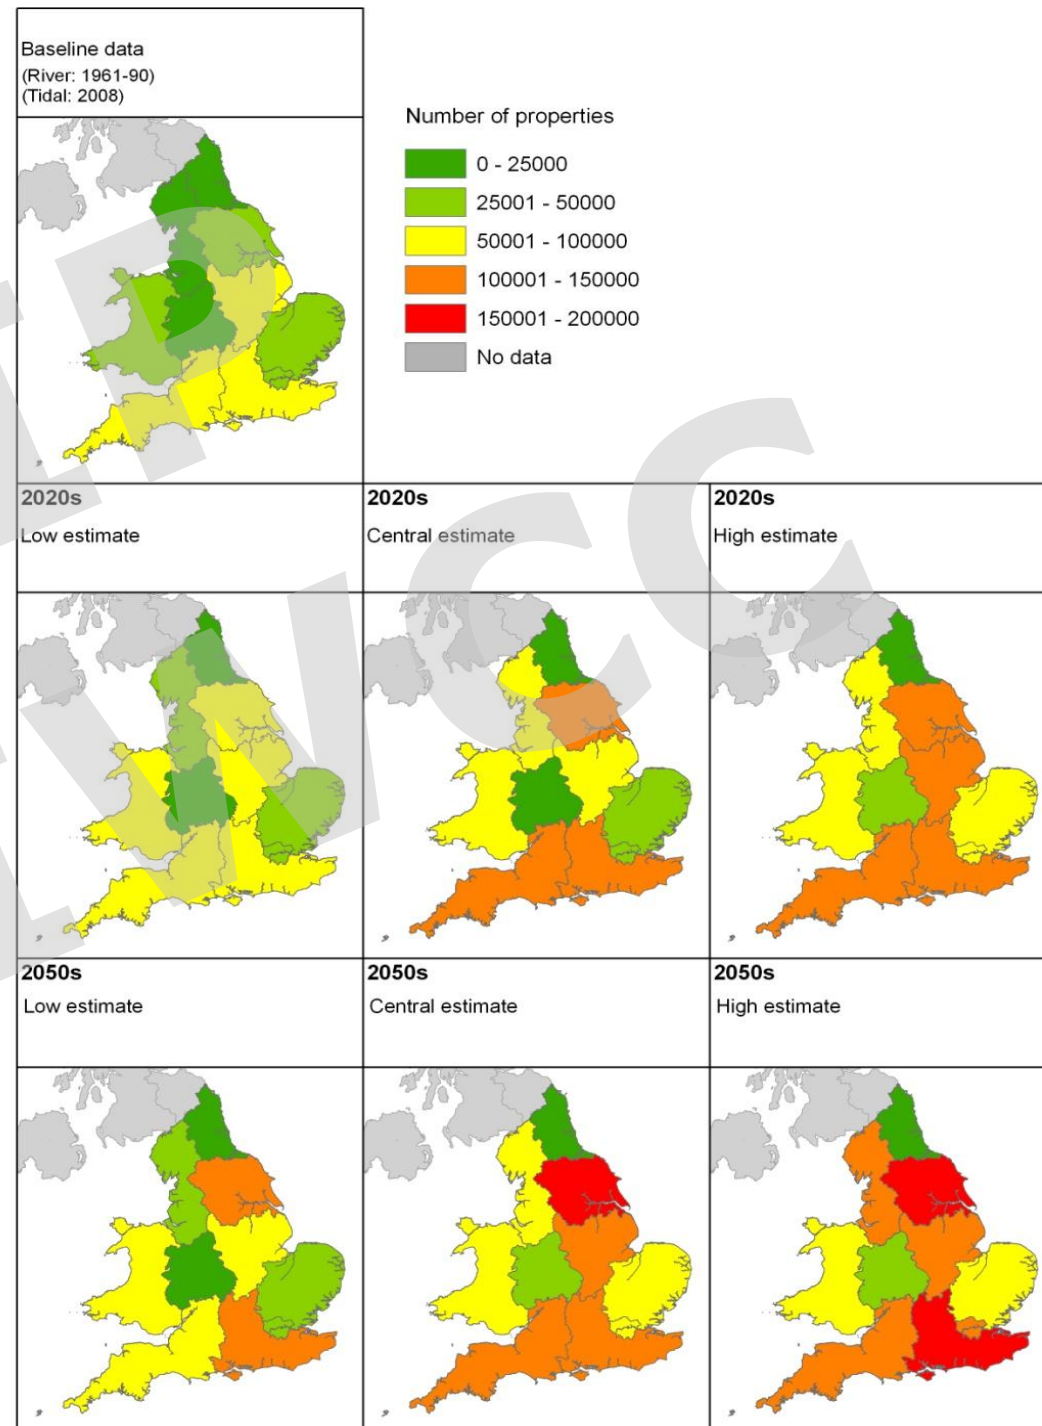 Baseline data
(River: 1961-90)
(Tidal: 2008)
Number of properties
0 - 25000
25001 - 50000
50001 - 100000
100001 - 150000
150001 - 200000
No data
2020s
Low estimate
2020s
Central estimate
2020s
High estimate
2050s
Low estimate
2050s
Central estimate
2050s
High estimate